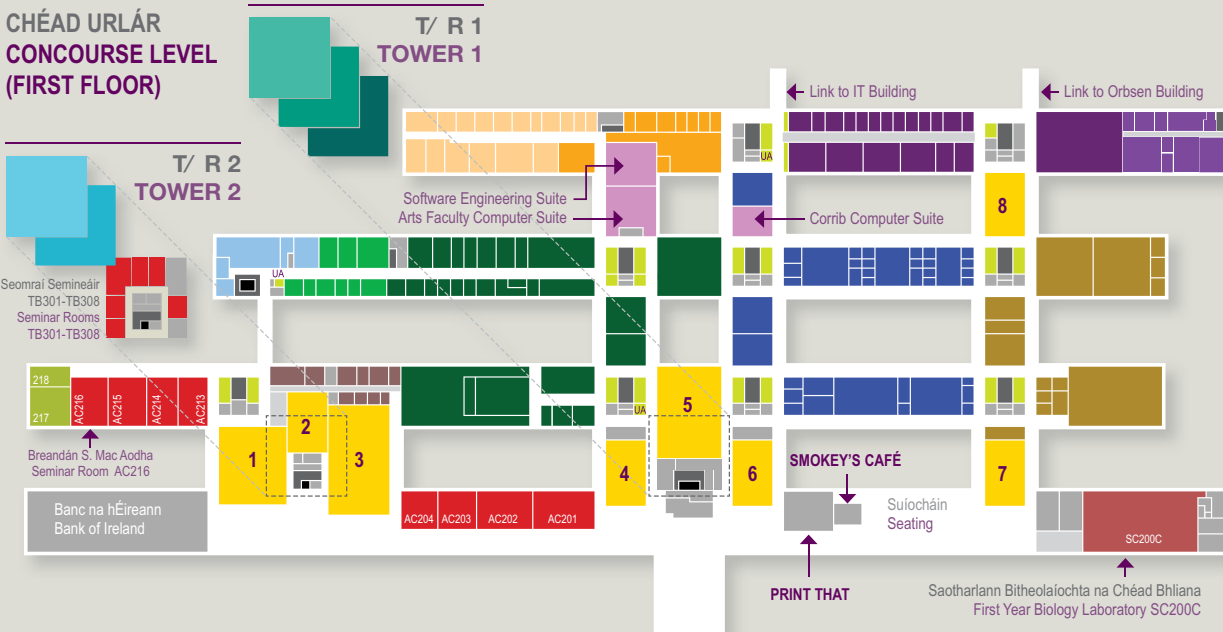 CHÉAD URLÁR
CONCOURSE LEVEL
(FIRST FLOOR)
T/ R 1
TOWER 1
T/ R 2
TOWER 2
Link to IT Building
Link to Orbsen Building
UA
Software Engineering Suite
Arts Faculty Computer Suite
Corrib Computer Suite
8
UA
Seomraí Semineáir
TB301-TB308
Seminar Rooms
TB301-TB308
218
217
AC216
AC215
AC214
AC213
Breandán S. Mac Aodha
Seminar Room AC216
1
2
3
UA
4
5
6
7
SMOKEY'S CAFÉ
Suíocháin
Seating
Banc na hÉireann
Bank of Ireland
AC204
AC203
AC202
AC201
SC200C
PRINT THAT
Saotharlann Bitheolaíochta na Chéad Bhliana
First Year Biology Laboratory SC200C